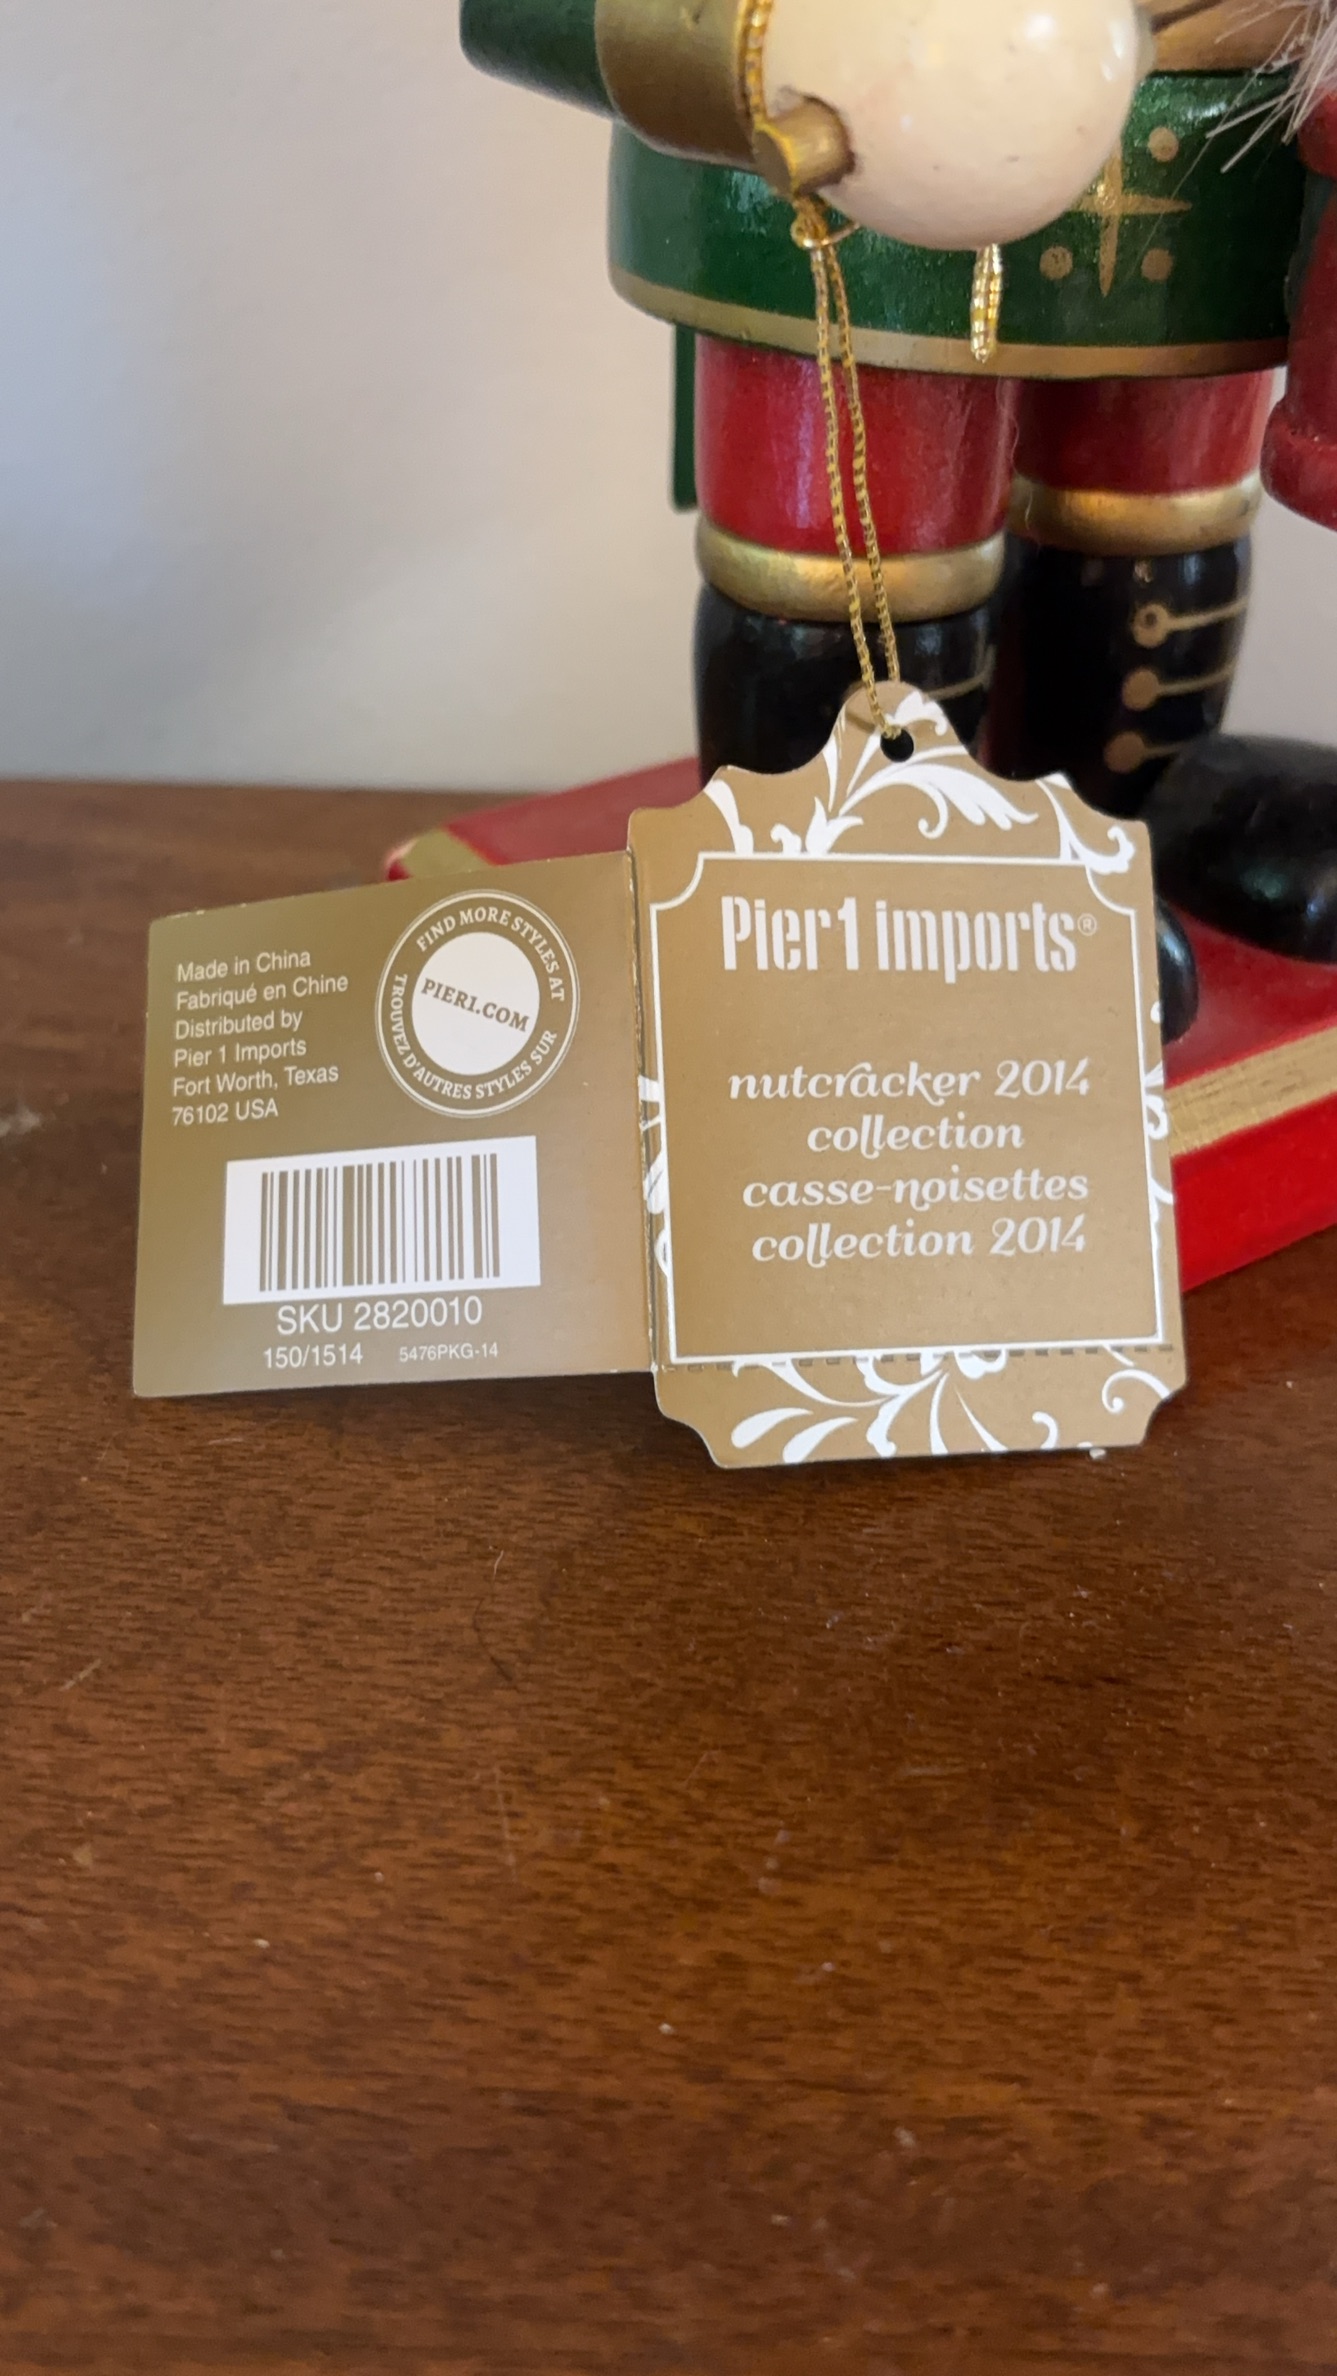 Made in China
Fabriqué en Chine
Distributed by
Pier 1 Imports
Fort Worth, Texas
76102 USA
FIND MORE STYLES AT
PIER1.COM
TROUVEZ D'AUTRES STYLES SUR
SKU 2820010
150/1514 5476PKG-14
Pier1 imports®
nutcracker 2014
collection
casse-noisettes
collection 2014